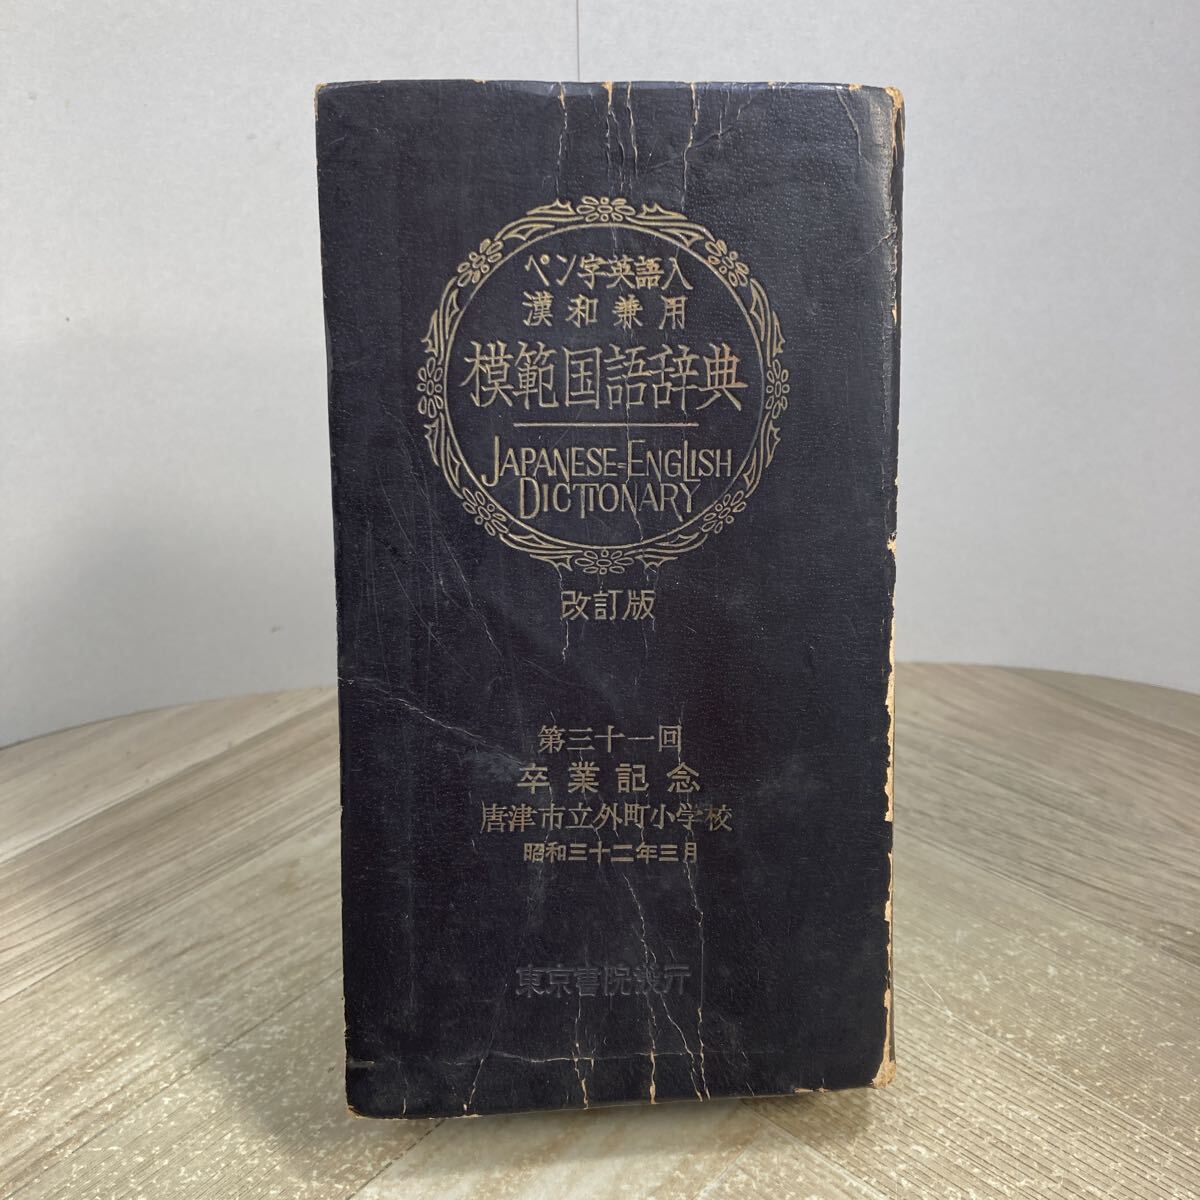 ペン字英語入
漢和兼用
模範国語辞典
JAPANESE=ENGLISH
DICTIONARY
改訂版
第三十一回
卒業記念
唐津市立外町小学校
昭和三十二年三月
東京書院発行